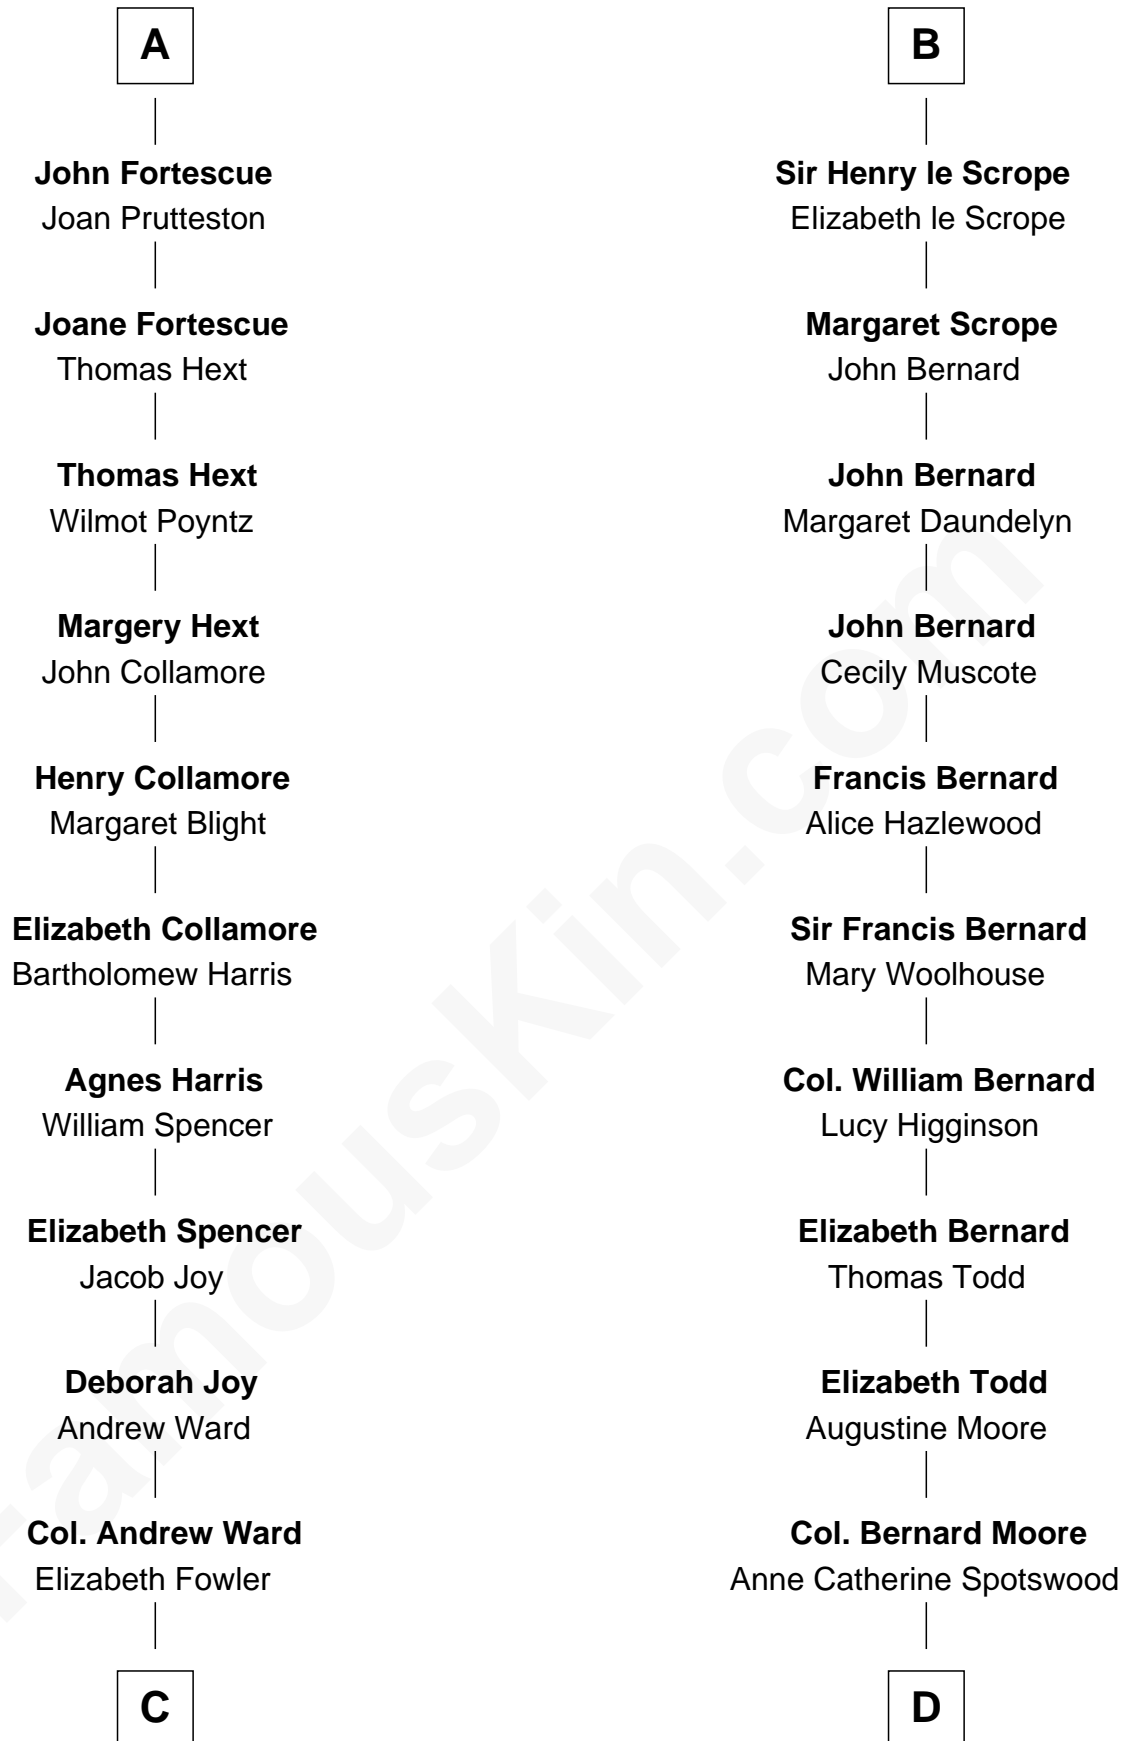 A
John Fortescue
Joan Prutteston
Joane Fortescue
Thomas Hext
Thomas Hext
Wilmot Poyntz
Margery Hext
John Collamore
Henry Collamore
Margaret Blight
Elizabeth Collamore
Bartholomew Harris
Agnes Harris
William Spencer
Elizabeth Spencer
Jacob Joy
Deborah Joy
Andrew Ward
Col. Andrew Ward
Elizabeth Fowler
C
B
Sir Henry le Scrope
Elizabeth le Scrope
Margaret Scrope
John Bernard
John Bernard
Margaret Daundelyn
John Bernard
Cecily Muscote
Francis Bernard
Alice Hazlewood
Sir Francis Bernard
Mary Woolhouse
Col. William Bernard
Lucy Higginson
Elizabeth Bernard
Thomas Todd
Elizabeth Todd
Augustine Moore
Col. Bernard Moore
Anne Catherine Spotswood
D
FamousKin.com